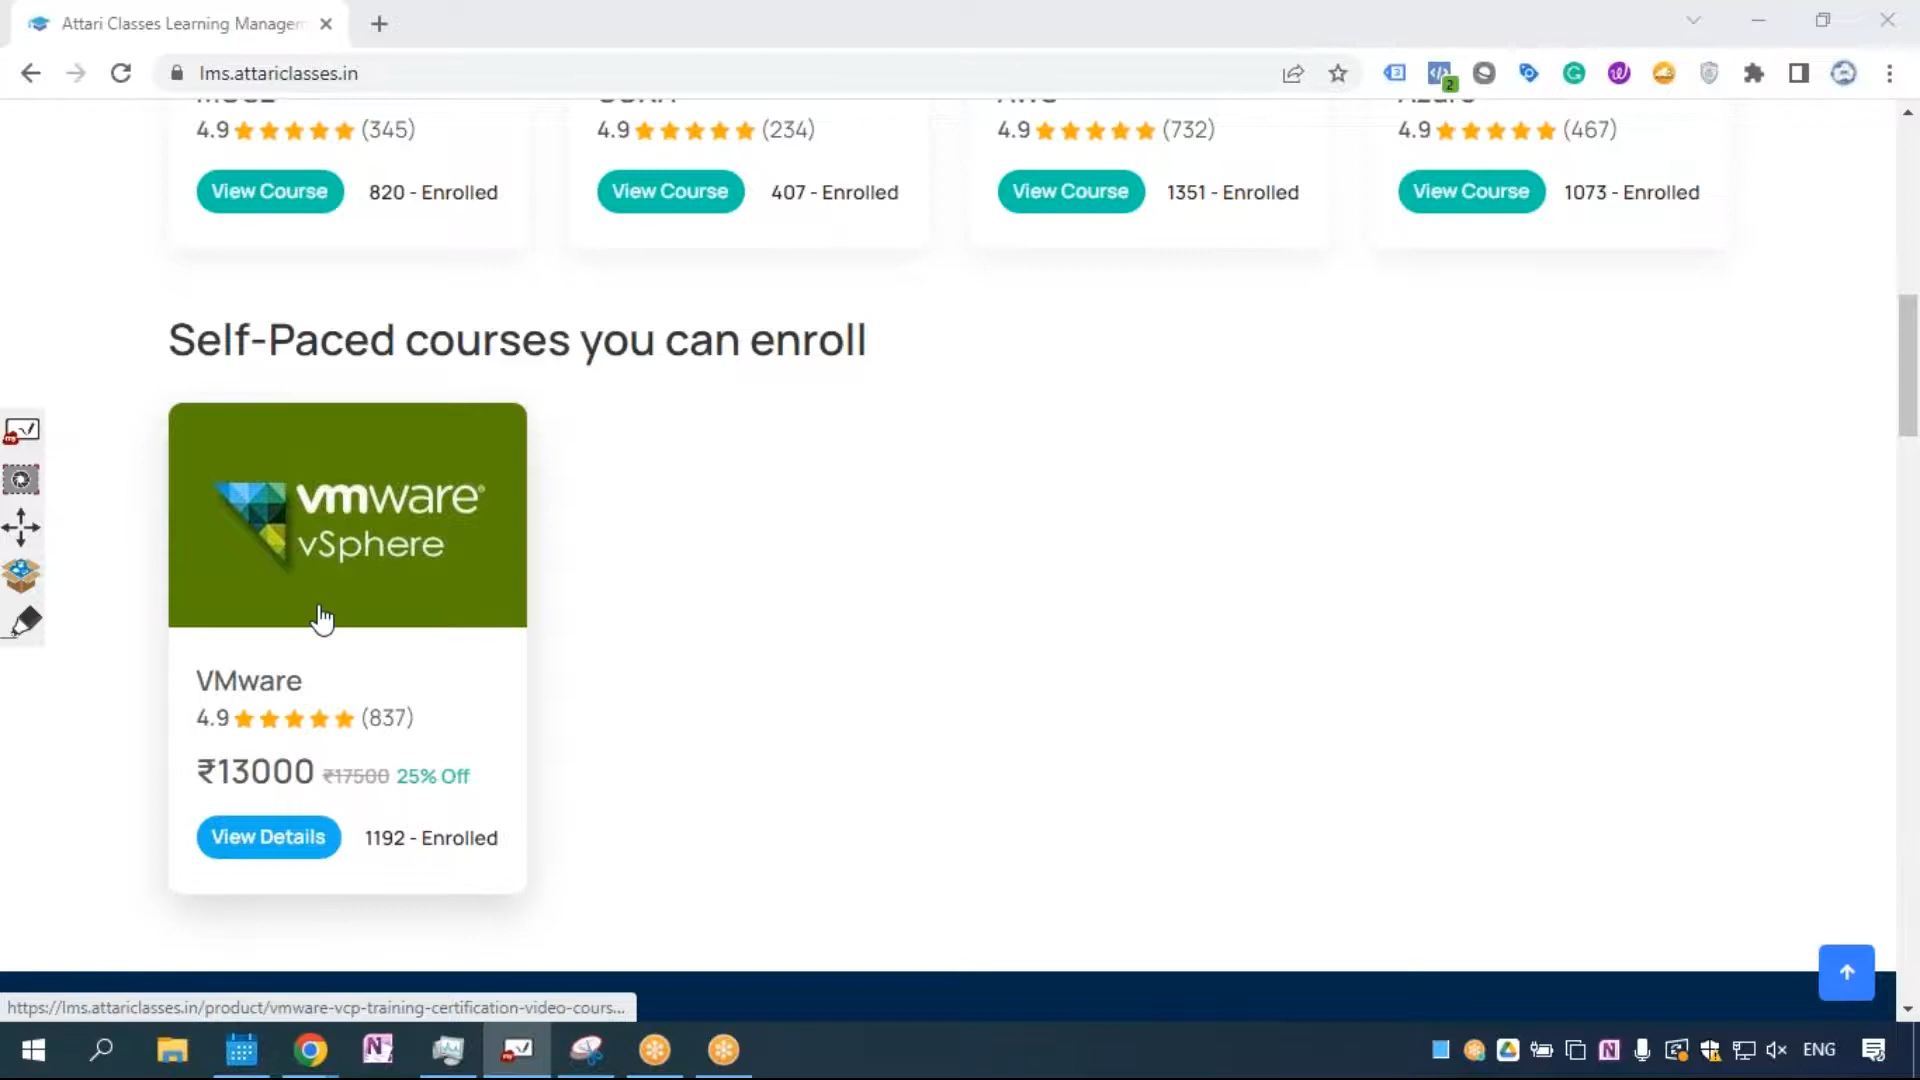 Attari Classes Learning Managem
lms.attariclasses.in
2
4.9 (345)
4.9 (234)
4.9 (732)
4.9 (467)
View Course 820 - Enrolled
View Course 407 - Enrolled
View Course 1351 - Enrolled
View Course 1073 - Enrolled
Self-Paced courses you can enroll
vmware®
vSphere
VMware
4.9 (837)
₹13000 ₹17500 25% Off
View Details 1192 - Enrolled
https://lms.attariclasses.in/product/vmware-vcp-training-certification-video-cours...
ENG